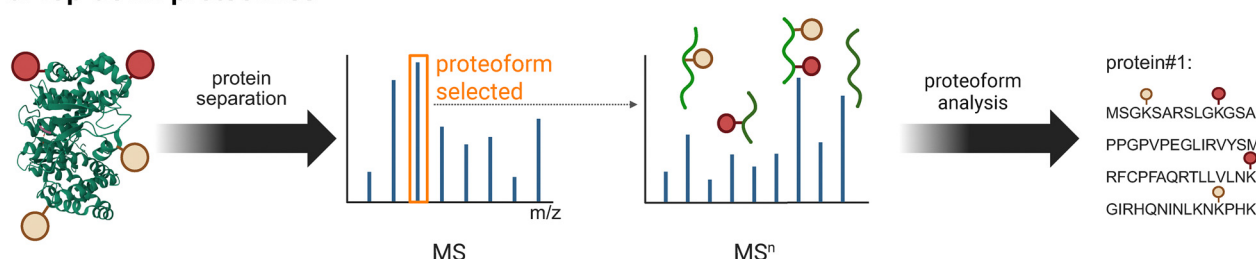 protein
separation
proteoform
selected
m/z
MS
MSⁿ
proteoform
analysis
protein#1:
MSGKSARSLGKGSA
PPGPVPEGLIRVYSM
RFCPFAQRTLLVLNK
GIRHQNINLKNKPHK